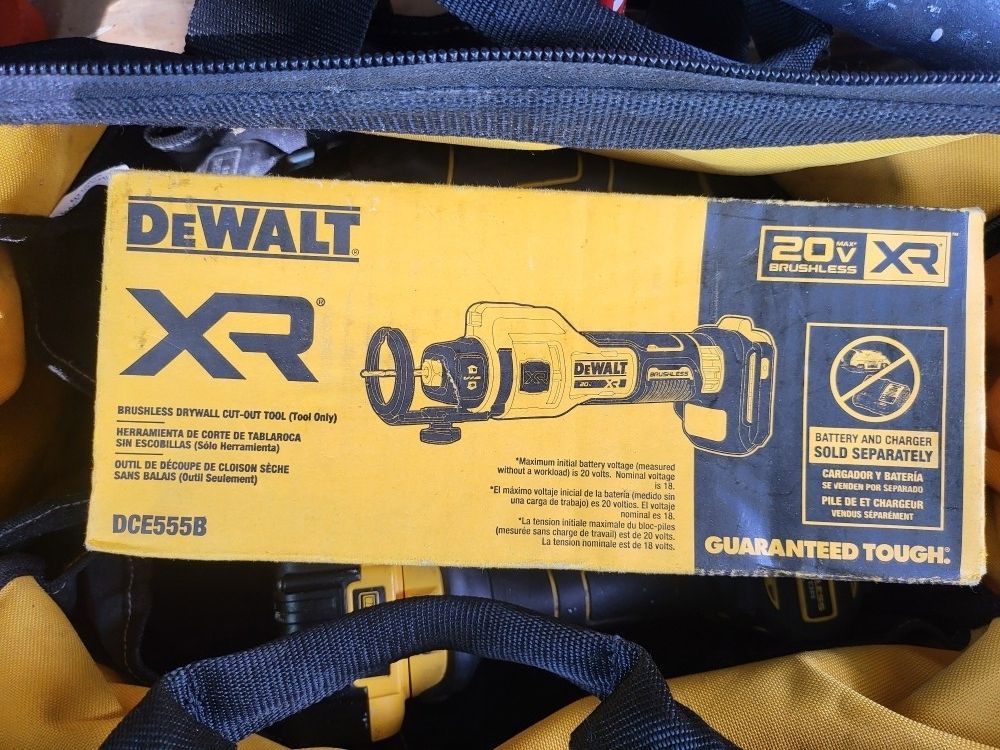 DEWALT®
XR®
BRUSHLESS DRYWALL CUT-OUT TOOL (Tool Only)
HERRAMIENTA DE CORTE DE TABLAROCA
SIN ESCOBILLAS (Sólo Herramienta)
OUTIL DE DÉCOUPE DE CLOISON SÈCHE
SANS BALAIS (Outil Seulement)
DCE555B
XR
DEWALT
20V XR
BRUSHLESS
*Maximum initial battery voltage (measured
without a workload) is 20 volts. Nominal voltage
is 18.
*El máximo voltaje inicial de la batería (medido sin
una carga de trabajo) es 20 voltios. El voltaje
nominal es 18.
*La tension initiale maximale du bloc-piles
(mesurée sans charge de travail) est de 20 volts.
La tension nominale est de 18 volts.
20V MAX* XR™
BRUSHLESS
BATTERY AND CHARGER
SOLD SEPARATELY
CARGADOR Y BATERÍA
SE VENDEN POR SEPARADO
PILE DE ET CHARGEUR
VENDUS SÉPARÉMENT
GUARANTEED TOUGH®